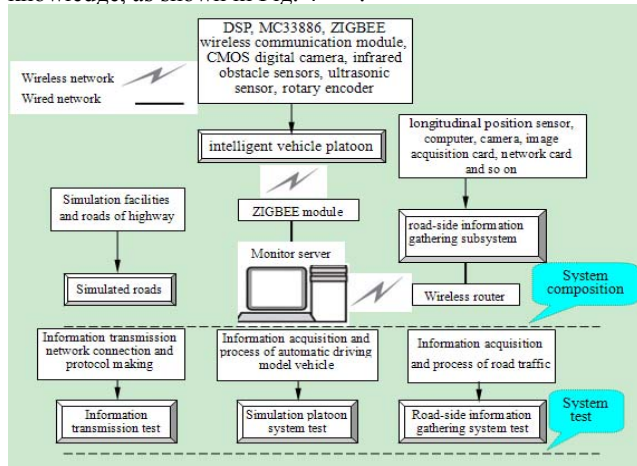 DSP, MC33886, ZIGBEE
wireless communication module,
CMOS digital camera, infrared
obstacle sensors, ultrasonic
sensor, rotary encoder
Wireless network
Wired network
intelligent vehicle platoon
longitudinal position sensor,
computer, camera, image
acquisition card, network card
and so on
Simulation facilities
and roads of highway
ZIGBEE module
road-side information
gathering subsystem
Monitor server
Simulated roads
Wireless router
System
composition
Information transmission
network connection and
protocol making
Information acquisition and
process of automatic driving
model vehicle
Information acquisition
and process of road traffic
Information
transmission test
Simulation platoon
system test
Road-side information
gathering system test
System
test